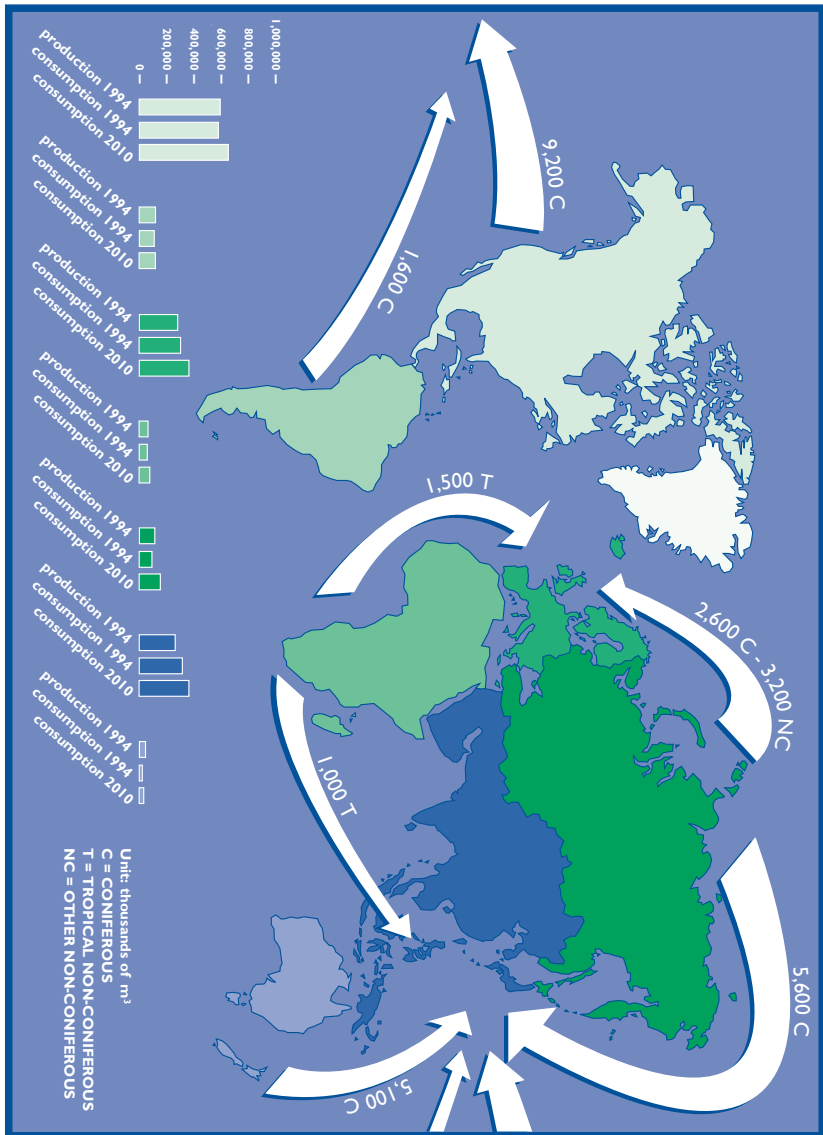 9,200 C
1,600 C
1,500 T
2,600 C - 3,200 NC
1,000 T
5,600 C
5,100 C
1,000,000
800,000
600,000
400,000
200,000
0
production 1994
consumption 1994
consumption 2010
production 1994
consumption 1994
consumption 2010
production 1994
consumption 1994
consumption 2010
production 1994
consumption 1994
consumption 2010
production 1994
consumption 1994
consumption 2010
production 1994
consumption 1994
consumption 2010
production 1994
consumption 1994
consumption 2010
Unit: thousands of m³
C = CONIFEROUS
T = TROPICAL NON-CONIFEROUS
NC = OTHER NON-CONIFEROUS